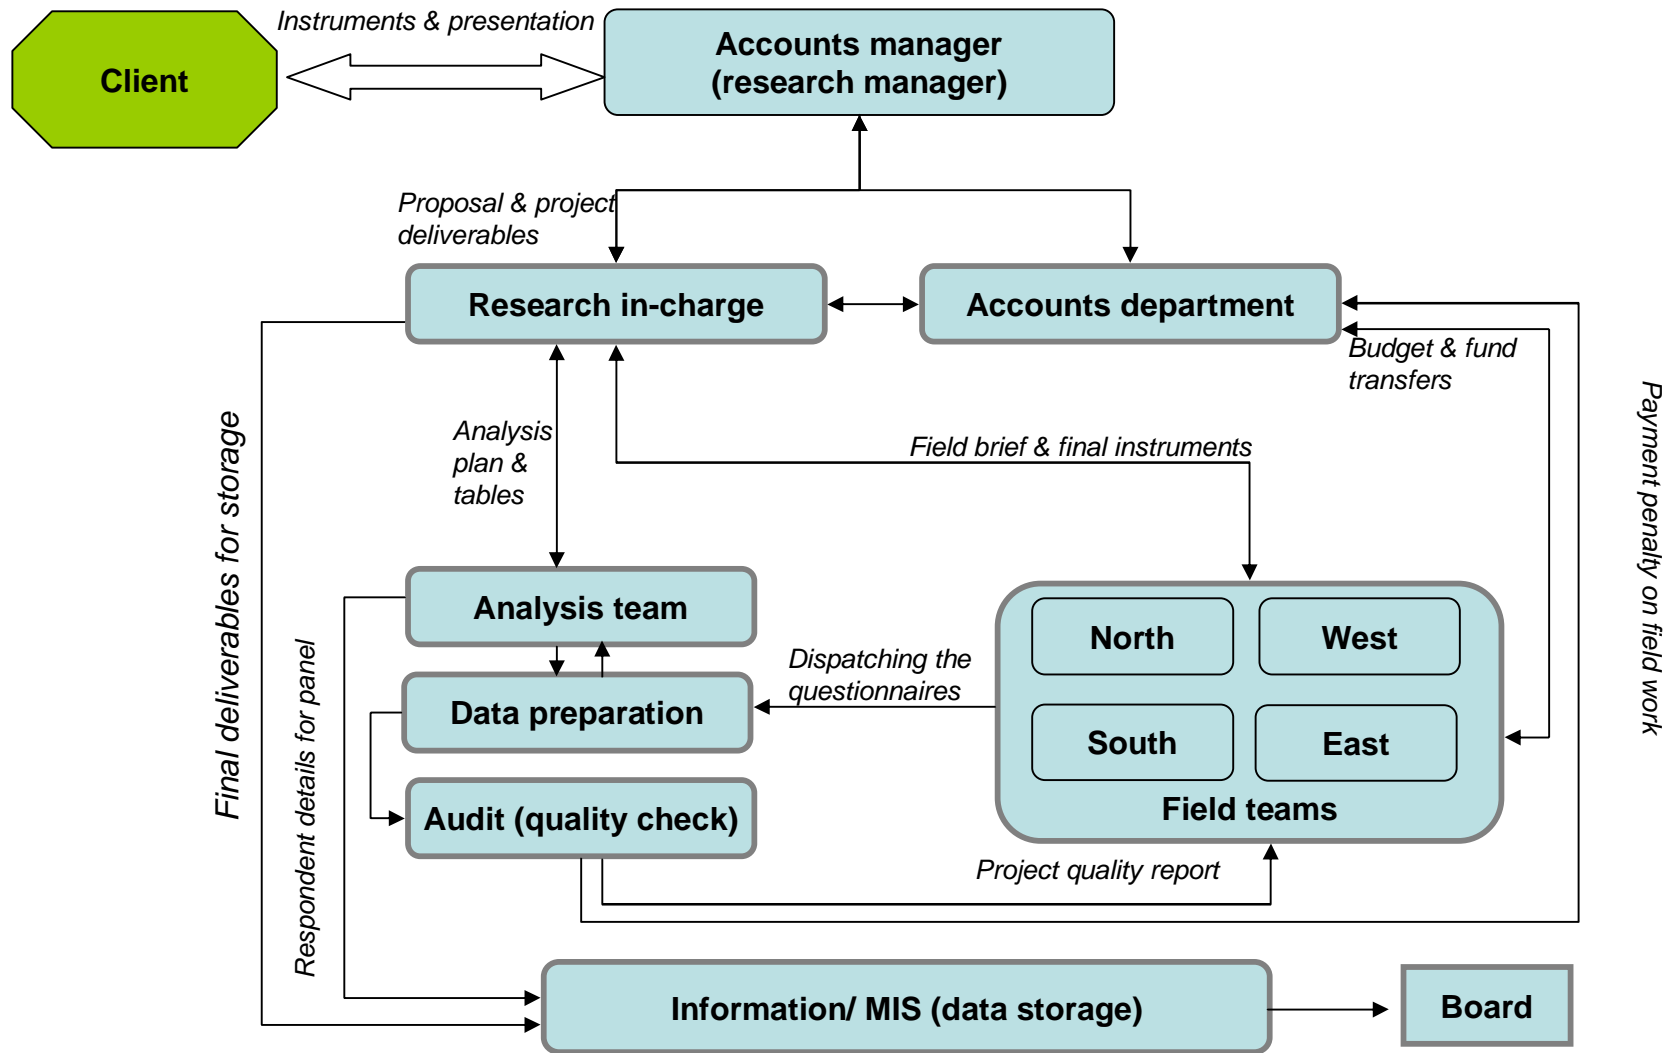 Instruments & presentation
Client
Accounts manager
(research manager)
Proposal & project
deliverables
Research in-charge
Accounts department
Budget & fund
transfers
Analysis
plan &
tables
Field brief & final instruments
Payment penalty on field work
Final deliverables for storage
Respondent details for panel
Analysis team
Data preparation
Audit (quality check)
Dispatching the
questionnaires
North
West
South
East
Field teams
Project quality report
Information/ MIS (data storage)
Board